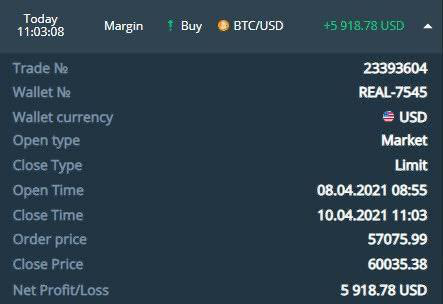 Today
11:03:08 Margin Buy BTC/USD +5 918.78 USD
Trade № 23393604
Wallet № REAL-7545
Wallet currency USD
Open type Market
Close Type Limit
Open Time 08.04.2021 08:55
Close Time 10.04.2021 11:03
Order price 57075.99
Close Price 60035.38
Net Profit/Loss 5 918.78 USD